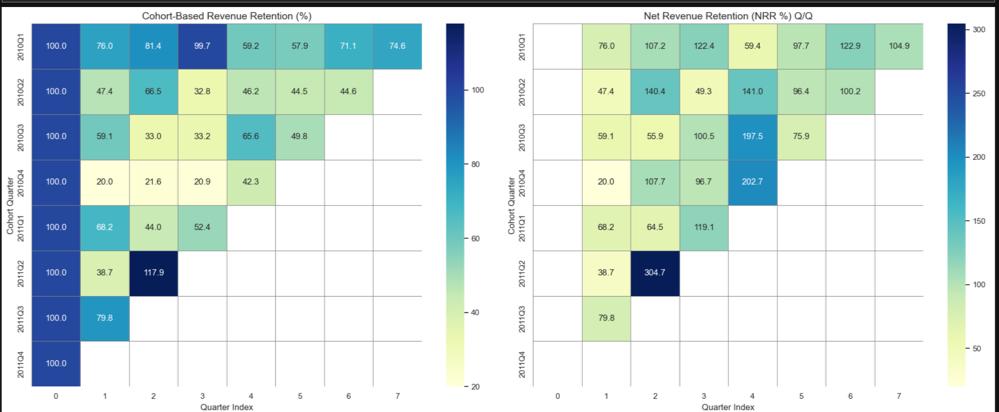 Cohort-Based Revenue Retention (%)
Cohort Quarter
2010Q1 100.0 76.0 81.4 99.7 59.2 57.9 71.1 74.6
2010Q2 100.0 47.4 66.5 32.8 46.2 44.5 44.6
2010Q3 100.0 59.1 33.0 33.2 65.6 49.8
2010Q4 100.0 20.0 21.6 20.9 42.3
2011Q1 100.0 68.2 44.0 52.4
2011Q2 100.0 38.7 117.9
2011Q3 100.0 79.8
2011Q4 100.0
0 1 2 3 4 5 6 7
Quarter Index
100
80
60
40
20
Net Revenue Retention (NRR %) Q/Q
Cohort Quarter
2010Q1 76.0 107.2 122.4 59.4 97.7 122.9 104.9
2010Q2 47.4 140.4 49.3 141.0 96.4 100.2
2010Q3 59.1 55.9 100.5 197.5 75.9
2010Q4 20.0 107.7 96.7 202.7
2011Q1 68.2 64.5 119.1
2011Q2 38.7 304.7
2011Q3 79.8
2011Q4
0 1 2 3 4 5 6 7
Quarter Index
300
250
200
150
100
50